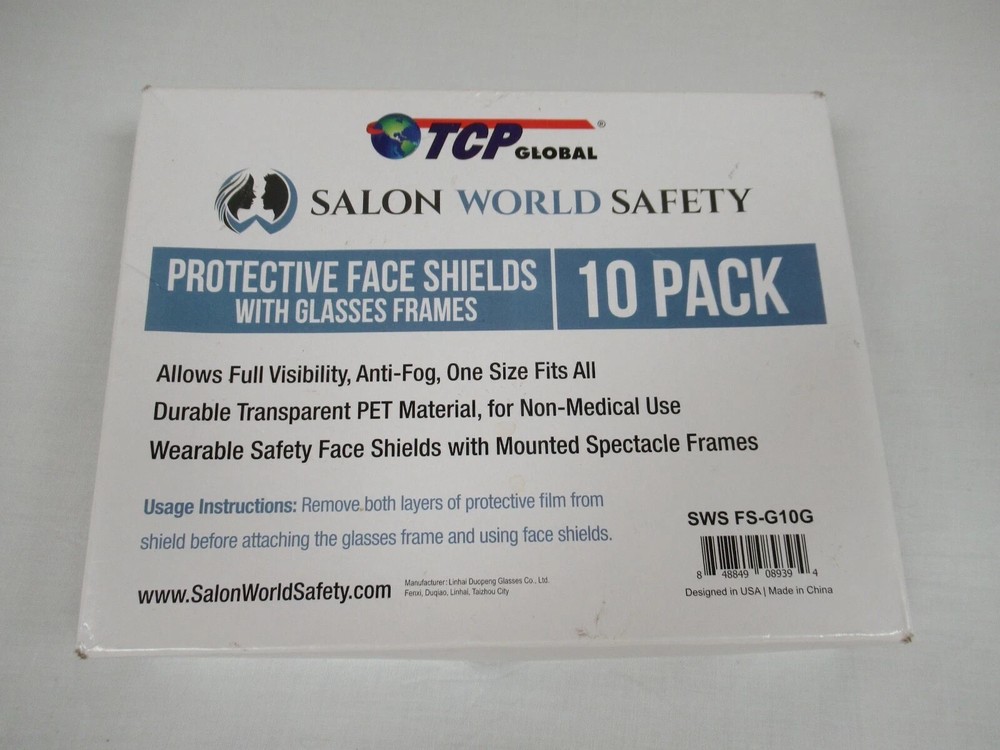 TCP GLOBAL®
SALON WORLD SAFETY
PROTECTIVE FACE SHIELDS
WITH GLASSES FRAMES
10 PACK
Allows Full Visibility, Anti-Fog, One Size Fits All
Durable Transparent PET Material, for Non-Medical Use
Wearable Safety Face Shields with Mounted Spectacle Frames
Usage Instructions: Remove both layers of protective film from
shield before attaching the glasses frame and using face shields.
www.SalonWorldSafety.com
Manufacturer: Linhai Duopeng Glasses Co., Ltd.
Fenxi, Duqiao, Linhai, Taizhou City
SWS FS-G10G
8 48849 08939 4
Designed in USA | Made in China